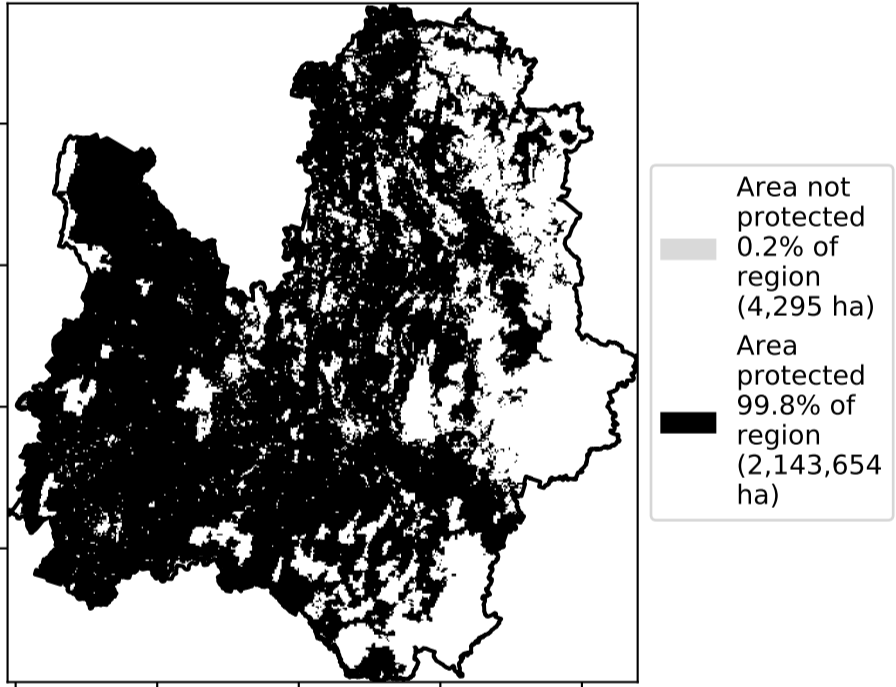 Area not
protected
0.2% of
region
(4,295 ha)
Area
protected
99.8% of
region
(2,143,654
ha)